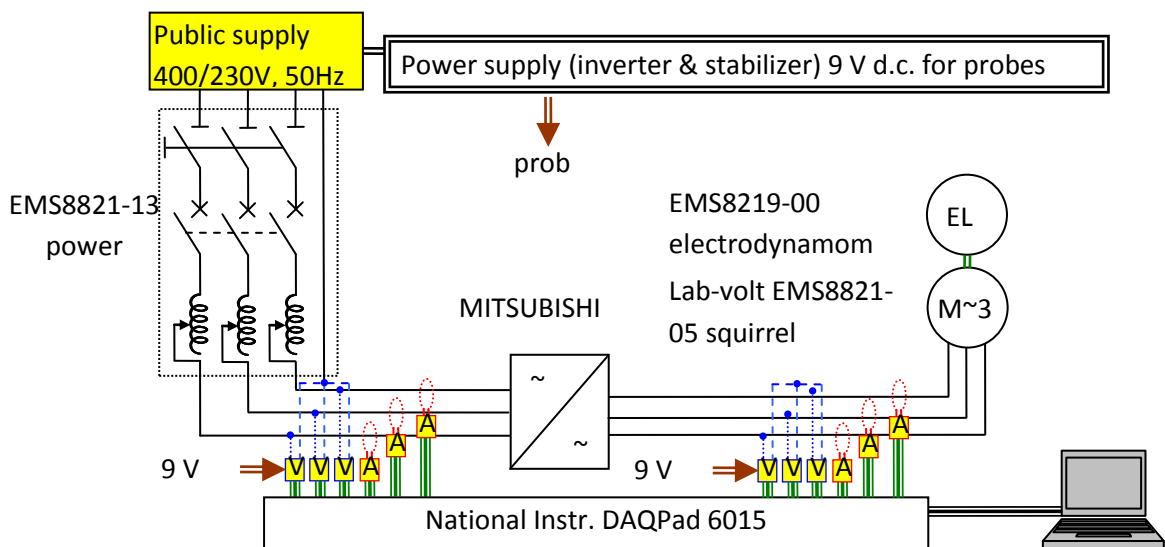 Public supply
400/230V, 50Hz
Power supply (inverter & stabilizer) 9 V d.c. for probes
prob
EMS8821-13
power
EMS8219-00
electrodynamom
EL
Lab-volt EMS8821-
05 squirrel
M~3
MITSUBISHI
~
~
9 V
V
V
V
A
A
A
9 V
V
V
V
A
A
A
National Instr. DAQPad 6015